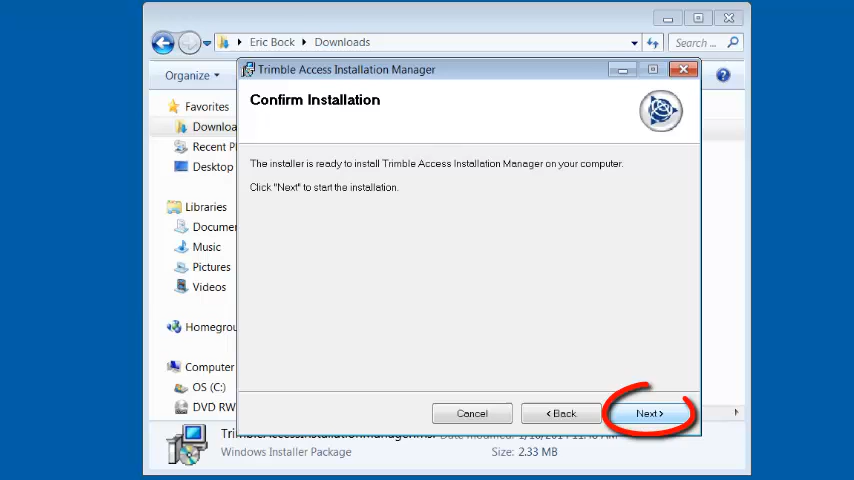 Eric Bock
Downloads
Search ...
Organize
Trimble Access Installation Manager
Favorites
Downloa
Recent P
Desktop
Libraries
Documer
Music
Pictures
Videos
Homegrou
Computer
OS (C:)
DVD RW
Confirm Installation
The installer is ready to install Trimble Access Installation Manager on your computer.
Click "Next" to start the installation.
Cancel
< Back
Next >
Windows Installer Package
Size: 2.33 MB